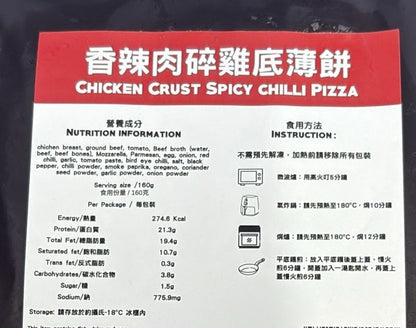 香辣肉碎雞底薄餅
CHICKEN CRUST SPICY CHILLI PIZZA
營養成分
NUTRITION INFORMATION
chichen breast, ground beef, tomato, Beef broth (water,
beef, beef bones), Mozzarella, Parmesan, egg, onion, red
chilli, garlic, tomato paste, bird eye chilli, salt, black
pepper, chilli powder, smoke paprika, oregano, coriander
seed powder, garlic powder, onion powder
Serving size /160g
食用份量 / 160克
Per Package / 每包裝
Energy/熱量 274.6 Kcal
Protein/蛋白質 21.3g
Total Fat/總脂肪量 19.4g
Saturated fat/飽和脂肪 10.7g
Trans fat/反式脂肪 0.3g
Carbohydrates/碳水化合物 3.8g
Sugar/糖 1.5g
Sodium/鈉 775.9mg
Storage: 請存放於約攝氏-18°C 冰櫃內
食用方法
INSTRUCTION:
不需預先解凍，加熱前請移除所有包裝
微波爐：用高火叮5分鐘
氣炸鍋：請先預熱至180°C，焗10分鐘
焗爐：請先預熱至180°C，焗12分鐘
平底鑊煎：放入平底鑊後蓋上蓋、慢火
煎6分鐘，開蓋加入一湯匙開水，再蓋上
蓋慢火煎6分鐘